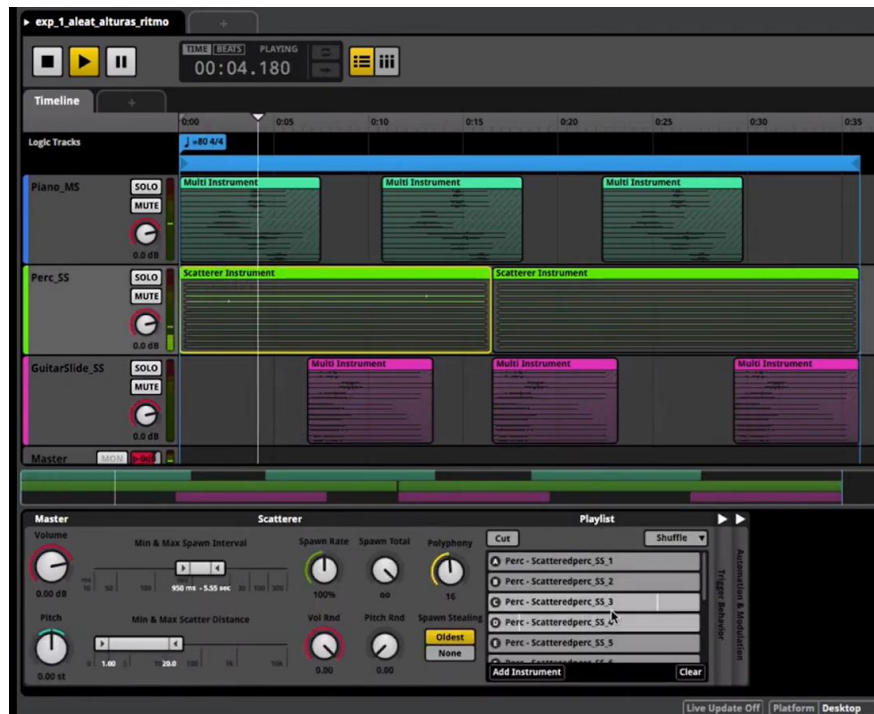 exp_1_aleat_alturas_ritmo
+
TIME BEATS PLAYING
00:04.180
Timeline
+
0:00 0:05 0:10 0:15 0:20 0:25 0:30 0:35
Logic Tracks
=80 4/4
Piano_MS
SOLO
MUTE
0.0 dB
Multi Instrument
Multi Instrument
Multi Instrument
Perc_SS
SOLO
MUTE
0.0 dB
Scatterer Instrument
Scatterer Instrument
GuitarSlide_SS
SOLO
MUTE
0.0 dB
Multi Instrument
Multi Instrument
Multi Instrument
Master
MON
Master
Scatterer
Playlist
Volume
0.00 dB
Pitch
0.00 st
Min & Max Spawn Interval
950 ms - 5.55 sec
Min & Max Scatter Distance
1.00
20.0
100
1k
10k
Spawn Rate
100%
Spawn Total
∞
Polyphony
16
Vol Rnd
0.00
Pitch Rnd
0.00
Spawn Stealing
Oldest
None
Cut
Shuffle
A Perc - Scatteredperc_SS_1
B Perc - Scatteredperc_SS_2
C Perc - Scatteredperc_SS_3
D Perc - Scatteredperc_SS_4
E Perc - Scatteredperc_SS_5
Add Instrument
Clear
Trigger Behavior
Automation & Modulation
Live Update Off
Platform Desktop